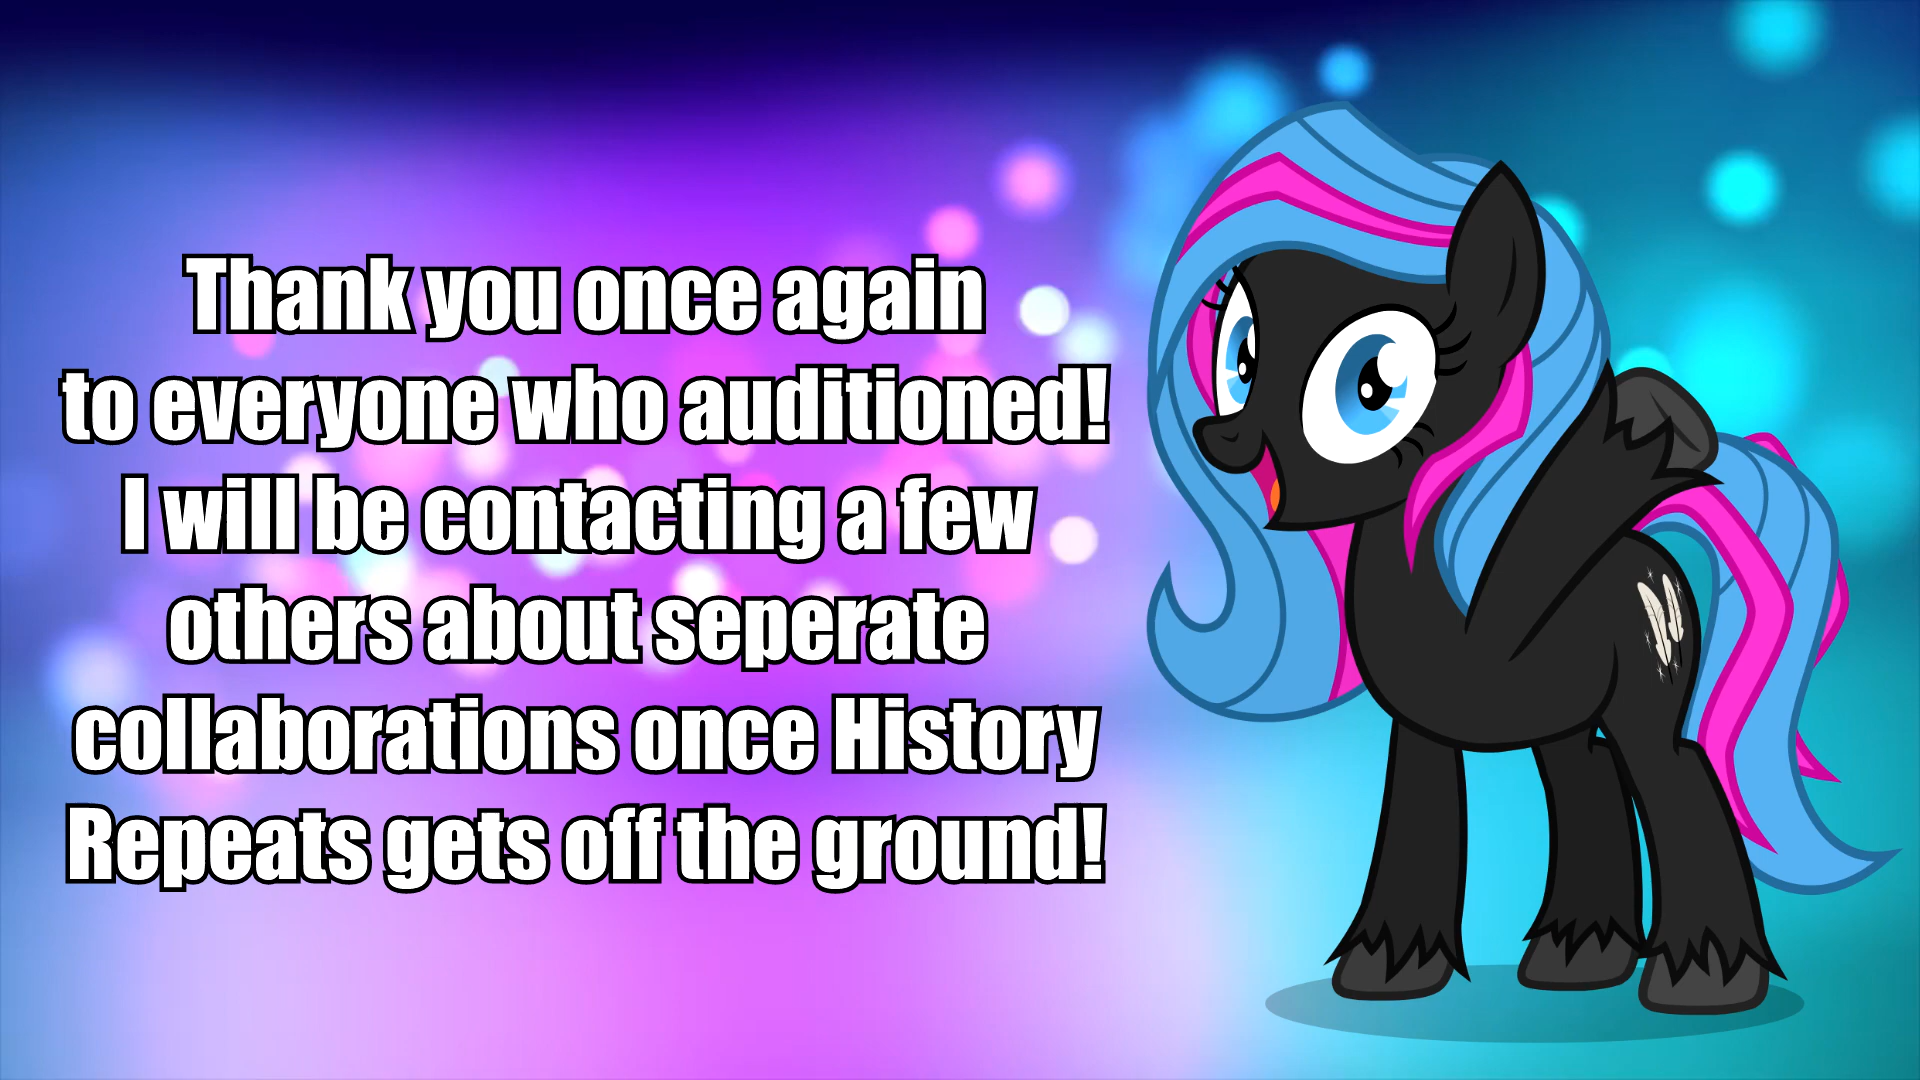 Thank you once again
to everyone who auditioned!
I will be contacting a few
others about seperate
collaborations once History
Repeats gets off the ground!